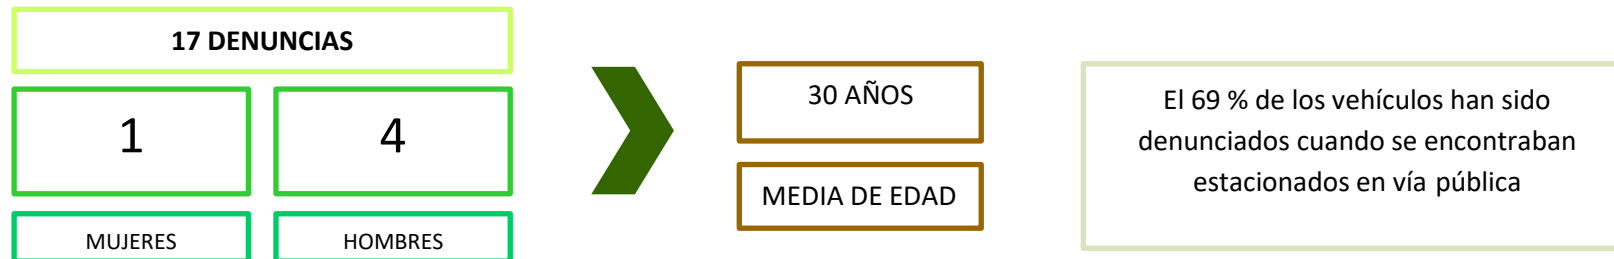 17 DENUNCIAS
1
4
MUJERES
HOMBRES
30 AÑOS
MEDIA DE EDAD
El 69 % de los vehículos han sido
denunciados cuando se encontraban
estacionados en vía pública